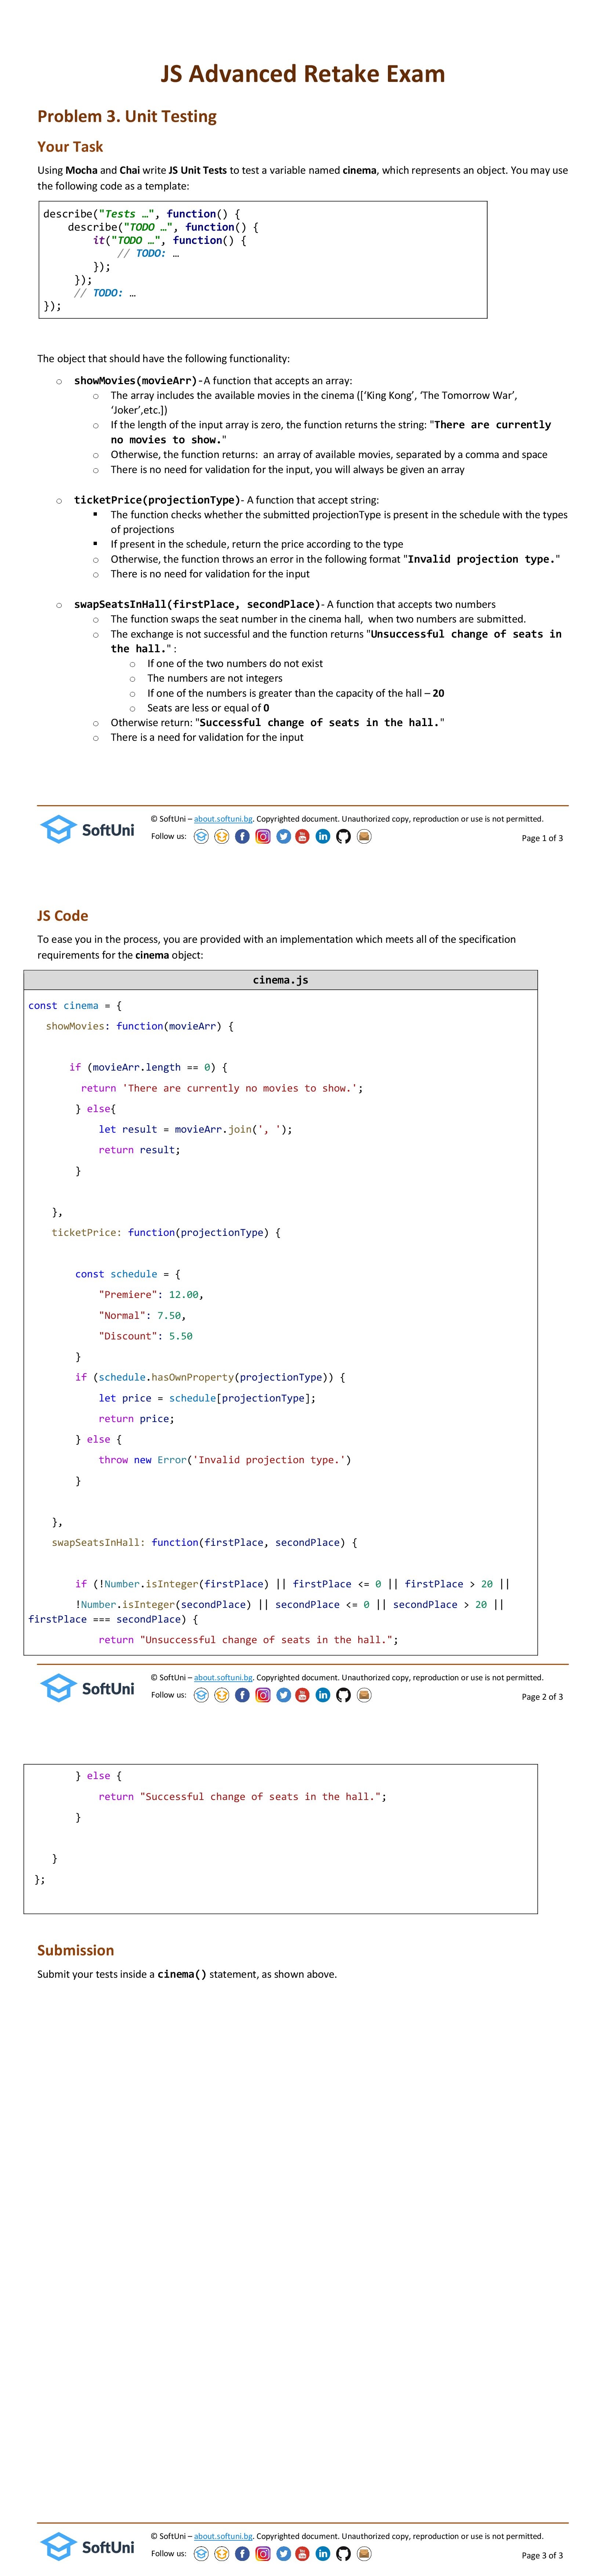 JS Advanced Retake Exam
Problem 3. Unit Testing
Your Task
Using Mocha and Chai write JS Unit Tests to test a variable named cinema, which represents an object. You may use
the following code as a template:
describe("Tests …", function() {
describe("TODO …", function() {
it("TODO …", function() {
// TODO: …
});
});
// TODO: …
});
The object that should have the following functionality:
o showMovies(movieArr) -A function that accepts an array:
o The array includes the available movies in the cinema (['King Kong', 'The Tomorrow War',
'Joker',etc.])
o If the length of the input array is zero, the function returns the string: "There are currently
no movies to show."
o Otherwise, the function returns: an array of available movies, separated by a comma and space
o There is no need for validation for the input, you will always be given an array
o ticketPrice(projectionType)- A function that accept string:
▪ The function checks whether the submitted projectionType is present in the schedule with the types
of projections
▪ If present in the schedule, return the price according to the type
o Otherwise, the function throws an error in the following format "Invalid projection type."
o There is no need for validation for the input
o swapSeatsInHall(firstPlace, secondPlace)- A function that accepts two numbers
o The function swaps the seat number in the cinema hall, when two numbers are submitted.
o The exchange is not successful and the function returns "Unsuccessful change of seats in
the hall." :
o If one of the two numbers do not exist
o The numbers are not integers
o If one of the numbers is greater than the capacity of the hall – 20
o Seats are less or equal of 0
o Otherwise return: "Successful change of seats in the hall."
o There is a need for validation for the input
SoftUni
© SoftUni – about.softuni.bg. Copyrighted document. Unauthorized copy, reproduction or use is not permitted.
Follow us:
Page 1 of 3
JS Code
To ease you in the process, you are provided with an implementation which meets all of the specification
requirements for the cinema object:
cinema.js
const cinema = {
showMovies: function(movieArr) {
if (movieArr.length == 0) {
return 'There are currently no movies to show.';
} else{
let result = movieArr.join(', ');
return result;
}
},
ticketPrice: function(projectionType) {
const schedule = {
"Premiere": 12.00,
"Normal": 7.50,
"Discount": 5.50
}
if (schedule.hasOwnProperty(projectionType)) {
let price = schedule[projectionType];
return price;
} else {
throw new Error('Invalid projection type.')
}
},
swapSeatsInHall: function(firstPlace, secondPlace) {
if (!Number.isInteger(firstPlace) || firstPlace <= 0 || firstPlace > 20 ||
!Number.isInteger(secondPlace) || secondPlace <= 0 || secondPlace > 20 ||
firstPlace === secondPlace) {
return "Unsuccessful change of seats in the hall.";
SoftUni
© SoftUni – about.softuni.bg. Copyrighted document. Unauthorized copy, reproduction or use is not permitted.
Follow us:
Page 2 of 3
} else {
return "Successful change of seats in the hall.";
}
}
};
Submission
Submit your tests inside a cinema() statement, as shown above.
SoftUni
© SoftUni – about.softuni.bg. Copyrighted document. Unauthorized copy, reproduction or use is not permitted.
Follow us:
Page 3 of 3